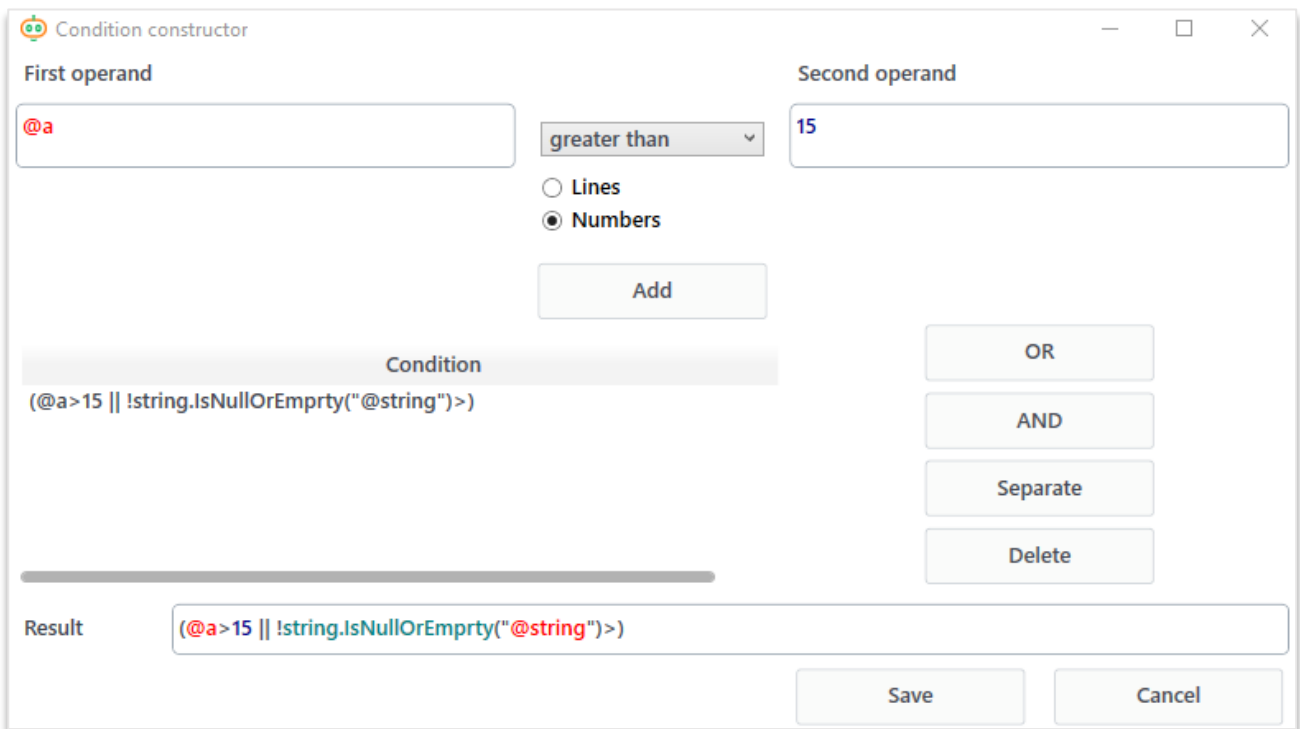 Condition constructor
First operand
Second operand
@a
greater than
15
Lines
Numbers
Add
Condition
(@a>15 || !string.IsNullOrEmprty("@string")>)
OR
AND
Separate
Delete
Result
(@a>15 || !string.IsNullOrEmprty("@string")>)
Save
Cancel